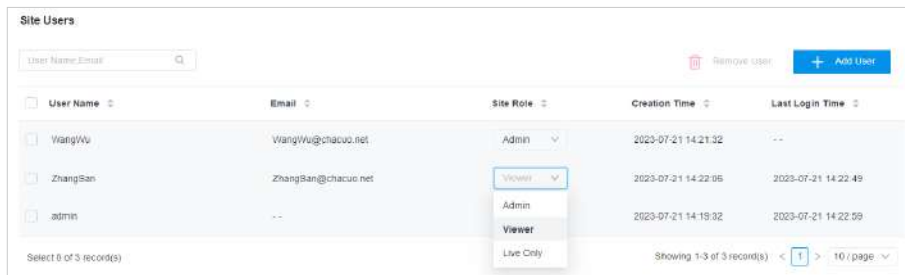 Site Users
User Name,Email
Remove User
Add User
User Name Email Site Role Creation Time Last Login Time
WangWu WangWu@chacuo.net Admin 2023-07-21 14:21:32 --
ZhangSan ZhangSan@chacuo.net Viewer 2023-07-21 14:22:06 2023-07-21 14:22:49
admin -- 2023-07-21 14:19:32 2023-07-21 14:22:59
Admin
Viewer
Live Only
Select 0 of 3 record(s)
Showing 1-3 of 3 record(s) < 1 > 10 / page